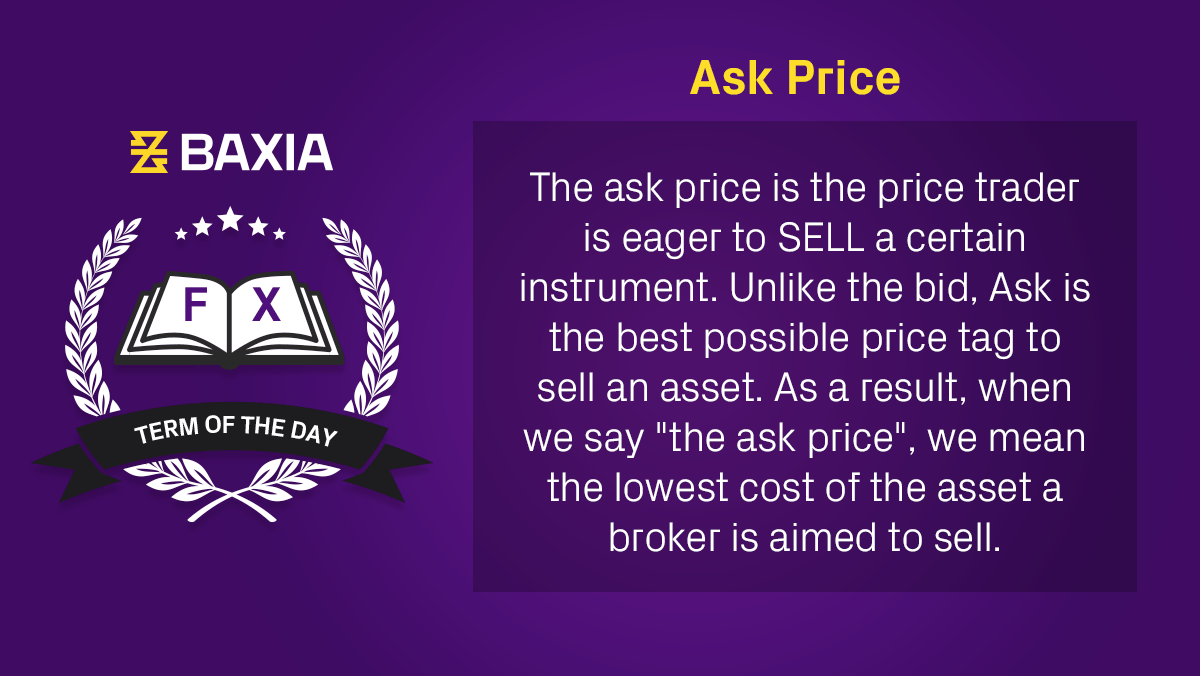 BAXIA
F X
TERM OF THE DAY
Ask Price
The ask price is the price trader
is eager to SELL a certain
instrument. Unlike the bid, Ask is
the best possible price tag to
sell an asset. As a result, when
we say "the ask price", we mean
the lowest cost of the asset a
broker is aimed to sell.